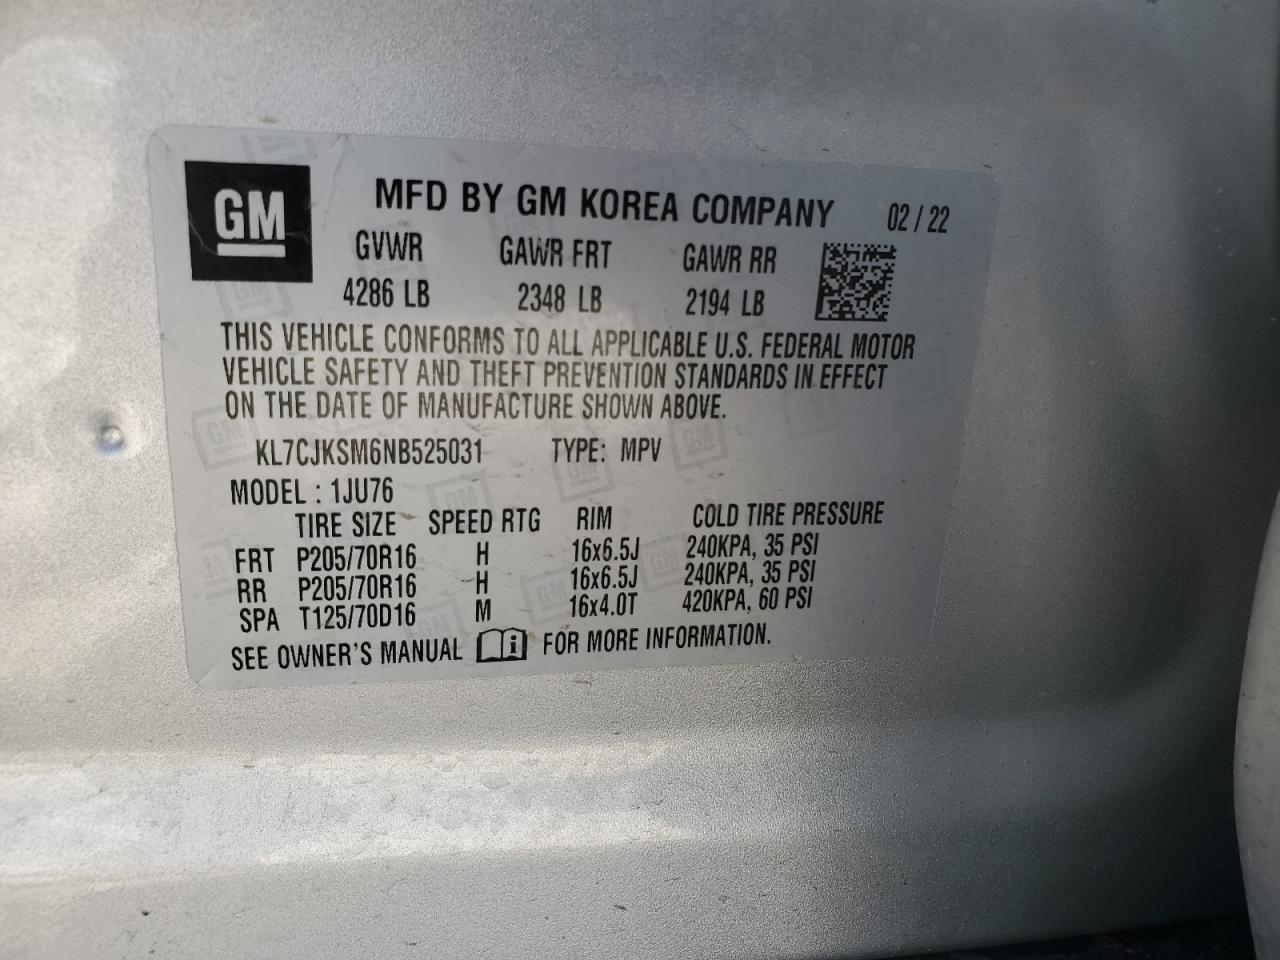 GM
MFD BY GM KOREA COMPANY 02 / 22
GVWR GAWR FRT GAWR RR
4286 LB 2348 LB 2194 LB
THIS VEHICLE CONFORMS TO ALL APPLICABLE U.S. FEDERAL MOTOR
VEHICLE SAFETY AND THEFT PREVENTION STANDARDS IN EFFECT
ON THE DATE OF MANUFACTURE SHOWN ABOVE.
KL7CJKSM6NB525031 TYPE: MPV
MODEL : 1JU76
TIRE SIZE SPEED RTG RIM COLD TIRE PRESSURE
FRT P205/70R16 H 16x6.5J 240KPA, 35 PSI
RR P205/70R16 H 16x6.5J 240KPA, 35 PSI
SPA T125/70D16 M 16x4.0T 420KPA, 60 PSI
SEE OWNER'S MANUAL i FOR MORE INFORMATION.